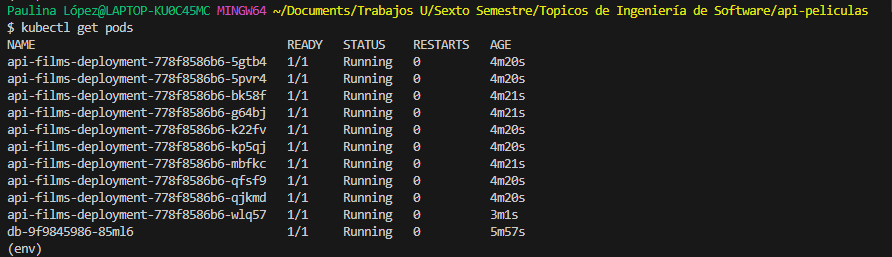 Paulina López@LAPTOP-KU0C45MC MINGW64 ~/Documents/Trabajos U/Sexto Semestre/Topicos de Ingeniería de Software/api-peliculas
$ kubectl get pods
NAME READY STATUS RESTARTS AGE
api-films-deployment-778f8586b6-5gtb4 1/1 Running 0 4m20s
api-films-deployment-778f8586b6-5pvr4 1/1 Running 0 4m20s
api-films-deployment-778f8586b6-bk58f 1/1 Running 0 4m21s
api-films-deployment-778f8586b6-g64bj 1/1 Running 0 4m21s
api-films-deployment-778f8586b6-k22fv 1/1 Running 0 4m20s
api-films-deployment-778f8586b6-kp5qj 1/1 Running 0 4m20s
api-films-deployment-778f8586b6-mbfkc 1/1 Running 0 4m21s
api-films-deployment-778f8586b6-qfsf9 1/1 Running 0 4m20s
api-films-deployment-778f8586b6-qjkmd 1/1 Running 0 4m20s
api-films-deployment-778f8586b6-wlq57 1/1 Running 0 3m1s
db-9f9845986-85ml6 1/1 Running 0 5m57s
(env)